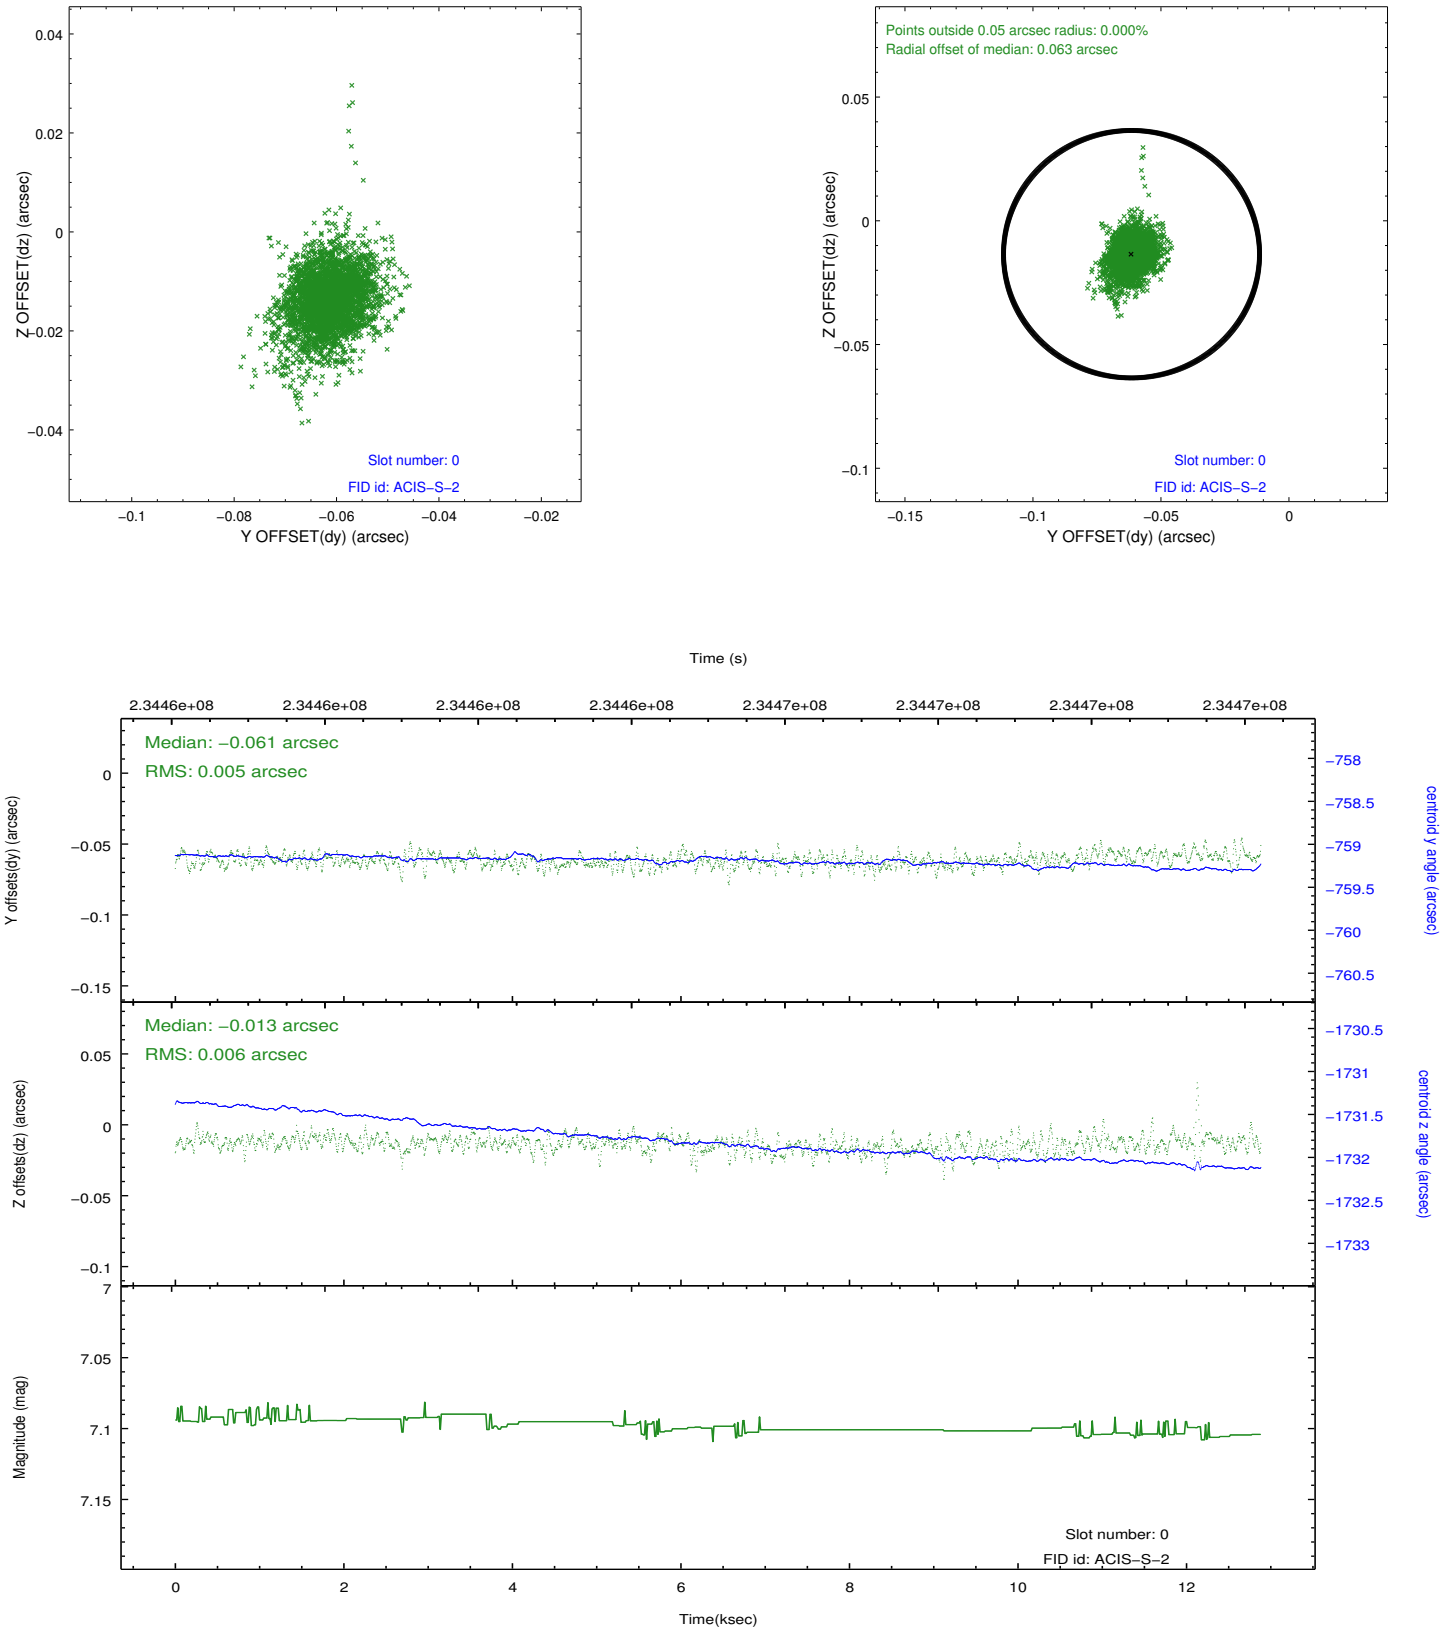 0.04
0.02
0
−0.02
−0.04
Z OFFSET(dz) (arcsec)
Slot number: 0
FID id: ACIS−S−2
−0.1
−0.08
−0.06
−0.04
−0.02
Y OFFSET(dy) (arcsec)
Points outside 0.05 arcsec radius: 0.000%
Radial offset of median: 0.063 arcsec
0.05
0
−0.05
−0.1
Z OFFSET(dz) (arcsec)
Slot number: 0
FID id: ACIS−S−2
−0.15
−0.1
−0.05
0
Y OFFSET(dy) (arcsec)
Time (s)
2.3446e+08
2.3446e+08
2.3446e+08
2.3446e+08
2.3447e+08
2.3447e+08
2.3447e+08
2.3447e+08
Median: −0.061 arcsec
RMS: 0.005 arcsec
0
−0.05
−0.1
−0.15
Y offsets(dy) (arcsec)
−758
−758.5
−759
−759.5
−760
−760.5
centroid y angle (arcsec)
Median: −0.013 arcsec
RMS: 0.006 arcsec
0.05
0
−0.05
−0.1
Z offsets(dz) (arcsec)
−1730.5
−1731
−1731.5
−1732
−1732.5
−1733
centroid z angle (arcsec)
7
7.05
7.1
7.15
Magnitude (mag)
Slot number: 0
FID id: ACIS−S−2
0
2
4
6
8
10
12
Time(ksec)